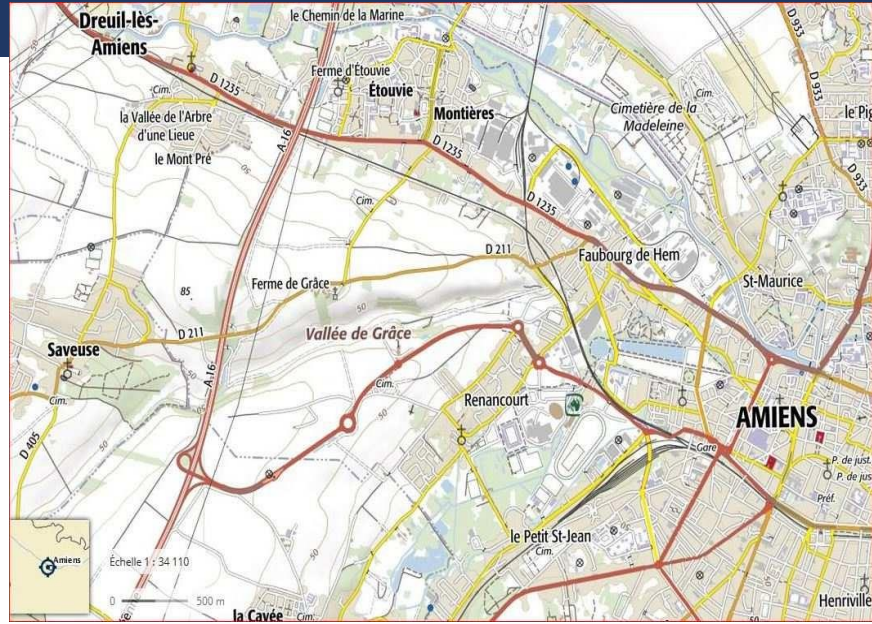 Dreuil-lès-
Amiens
le Chemin de la Marine
D 933
Ferme d'Étouvie
Étouvie
Cim.
D 1235
la Vallée de l'Arbre
d'une Lieue
le Mont Pré
50
A-16
Montières
D 1235
Cimetière de la
Madeleine
Cim.
D 933
le Pig
D 933
Cim.
D 1235
D 211
Faubourg de Hem
St-Maurice
Ferme de Grâce
85
50
D 211
Vallée de Grâce
Saveuse
A-16
Cim.
Cim.
Renancourt
AMIENS
D 405
50
50
Gare
P. de just.
P. de jus
Préf.
le Petit St-Jean
Cim.
Amiens
Échelle 1 : 34 110
0
500 m
50
Henriville
la Cavée
Cim.